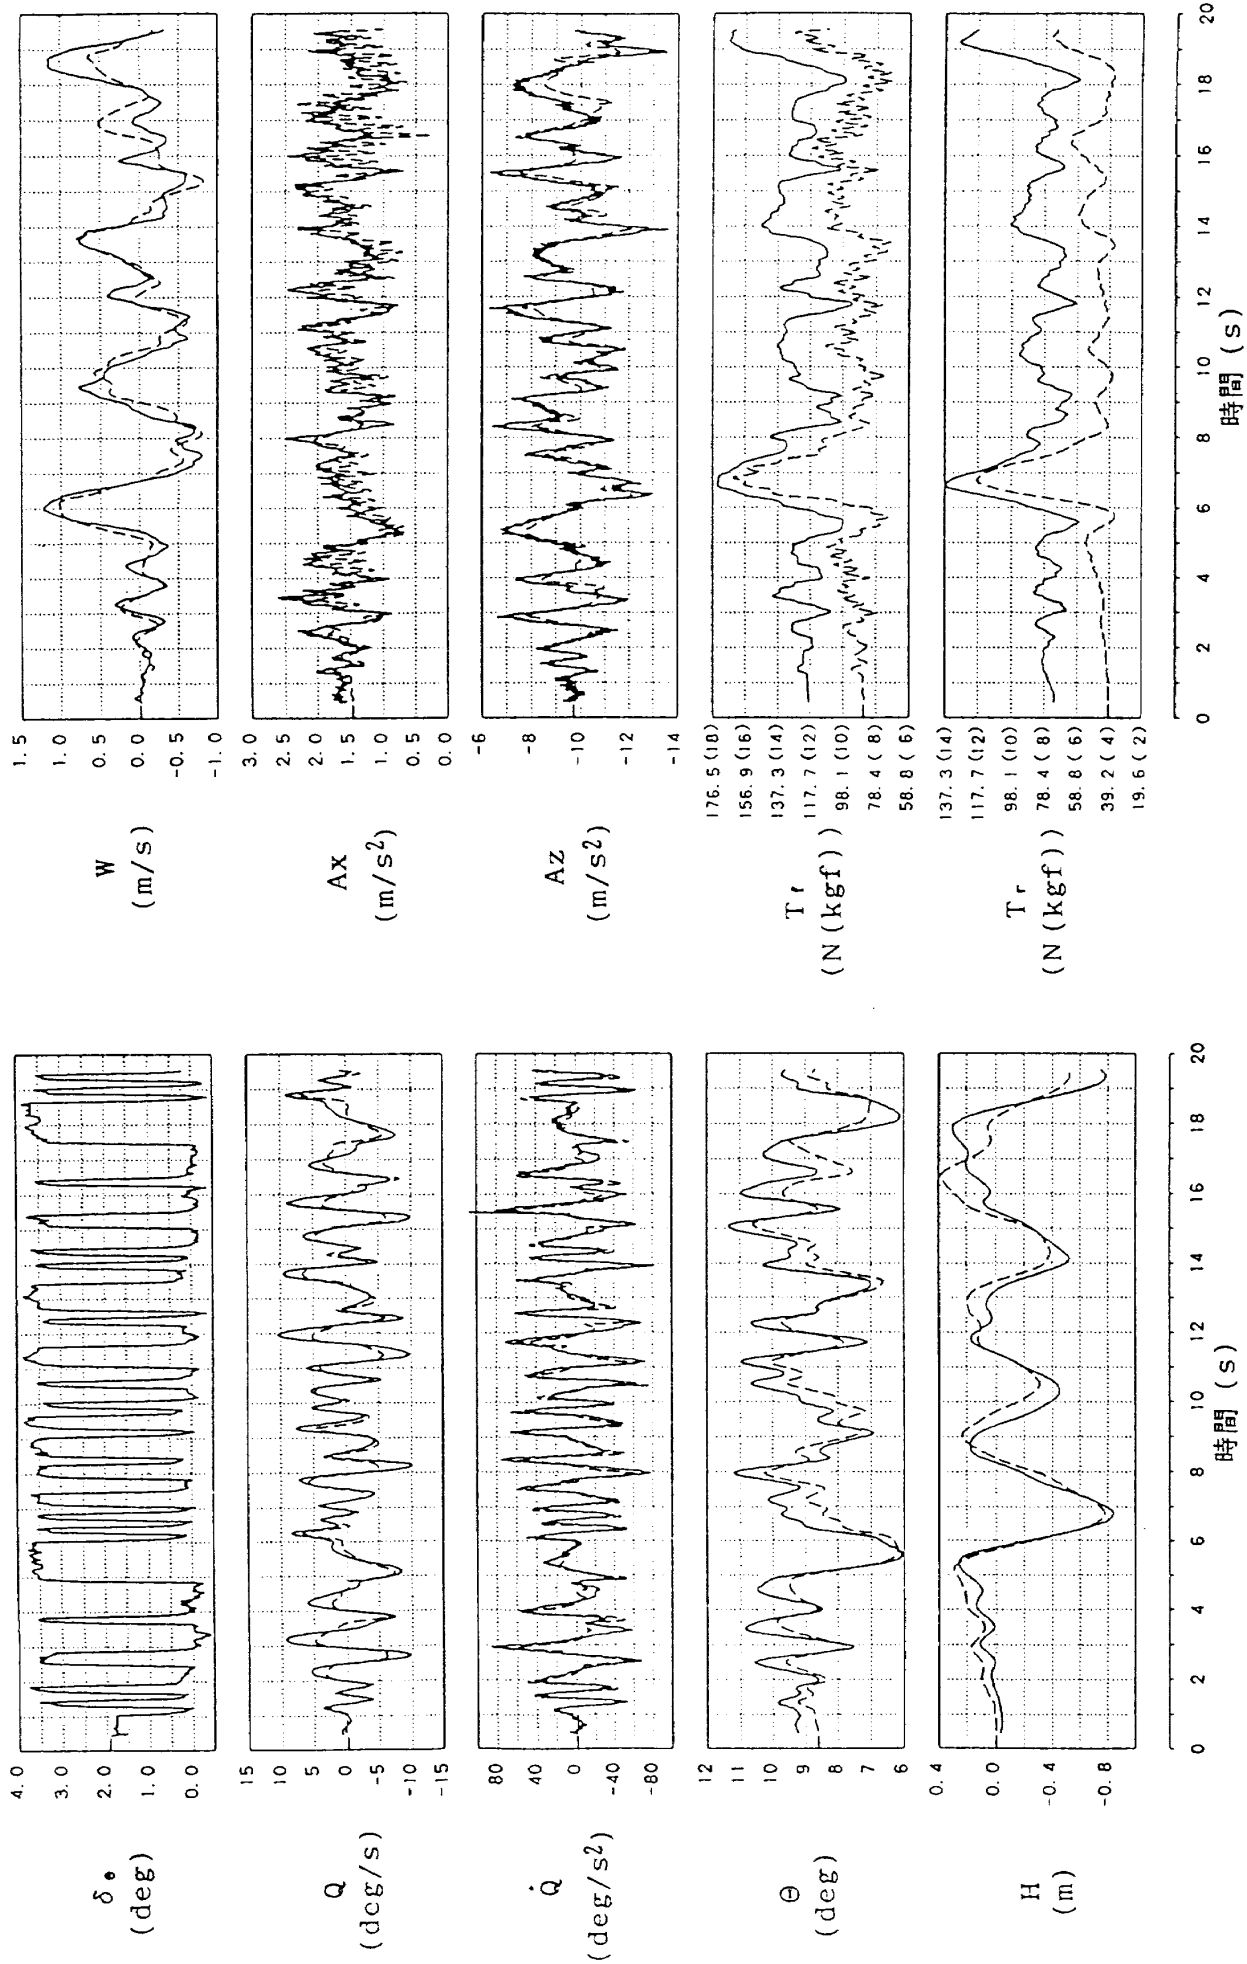 δe
(deg)
4.0
3.0
2.0
1.0
0.0
Q
(dcg/s)
15
10
5
0
-5
-10
-15
Q̇
(deg/s²)
80
40
0
-40
-80
Θ
(deg)
12
11
10
9
8
7
6
H
(m)
0.4
0.0
-0.4
-0.8
0 2 4 6 8 10 12 14 16 18 20
時間 (s)
W
(m/s)
1.5
1.0
0.5
0.0
-0.5
-1.0
Ax
(m/s²)
3.0
2.5
2.0
1.5
1.0
0.5
0.0
Az
(m/s²)
-6
-8
-10
-12
-14
Tf
(N(kgf))
176.5(18)
156.9(16)
137.3(14)
117.7(12)
98.1(10)
78.4( 8)
58.8( 6)
Tr
(N(kgf))
137.3(14)
117.7(12)
98.1(10)
78.4(8)
58.8(6)
39.2(4)
19.6(2)
0 2 4 6 8 10 12 14 16 18 20
時間 (s)